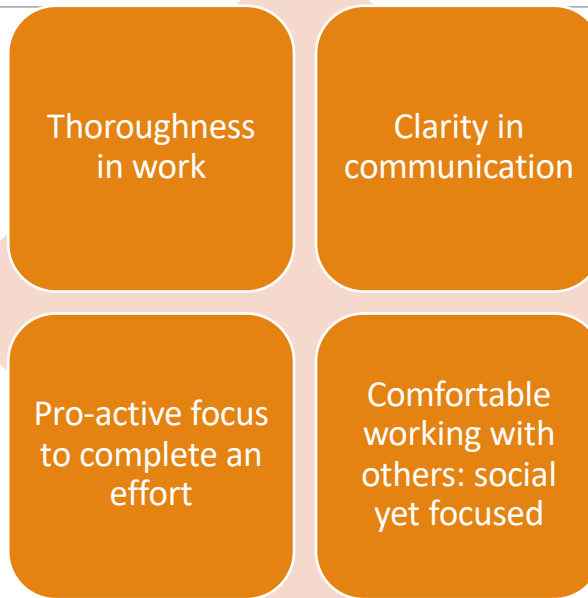 Thoroughness
in work
Clarity in
communication
Pro-active focus
to complete an
effort
Comfortable
working with
others: social
yet focused